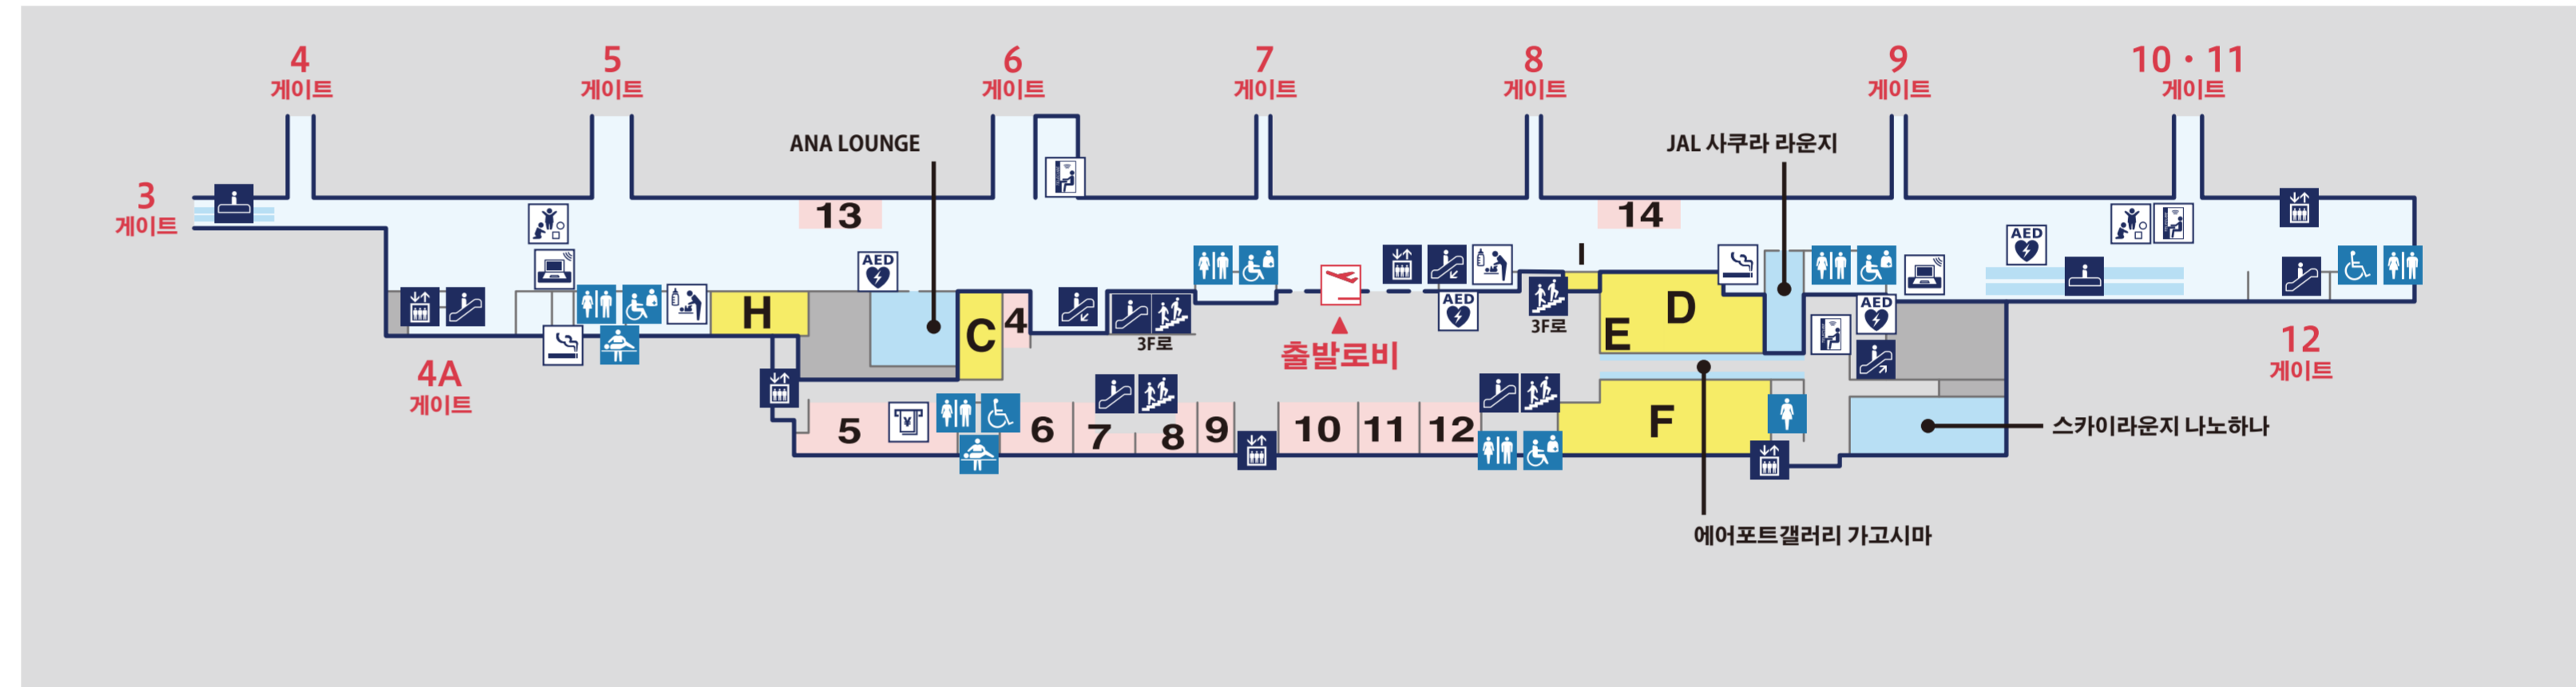 4
게이트
5
게이트
6
게이트
7
게이트
8
게이트
9
게이트
10・11
게이트
ANA LOUNGE
JAL 사쿠라 라운지
3
게이트
13
14
AED
AED
I
AED
AED
H
C
4
3F로
출발로비
3F로
E
D
4A
게이트
12
게이트
5
¥
6
7
8
9
10
11
12
F
스카이라운지 나노하나
에어포트갤러리 가고시마